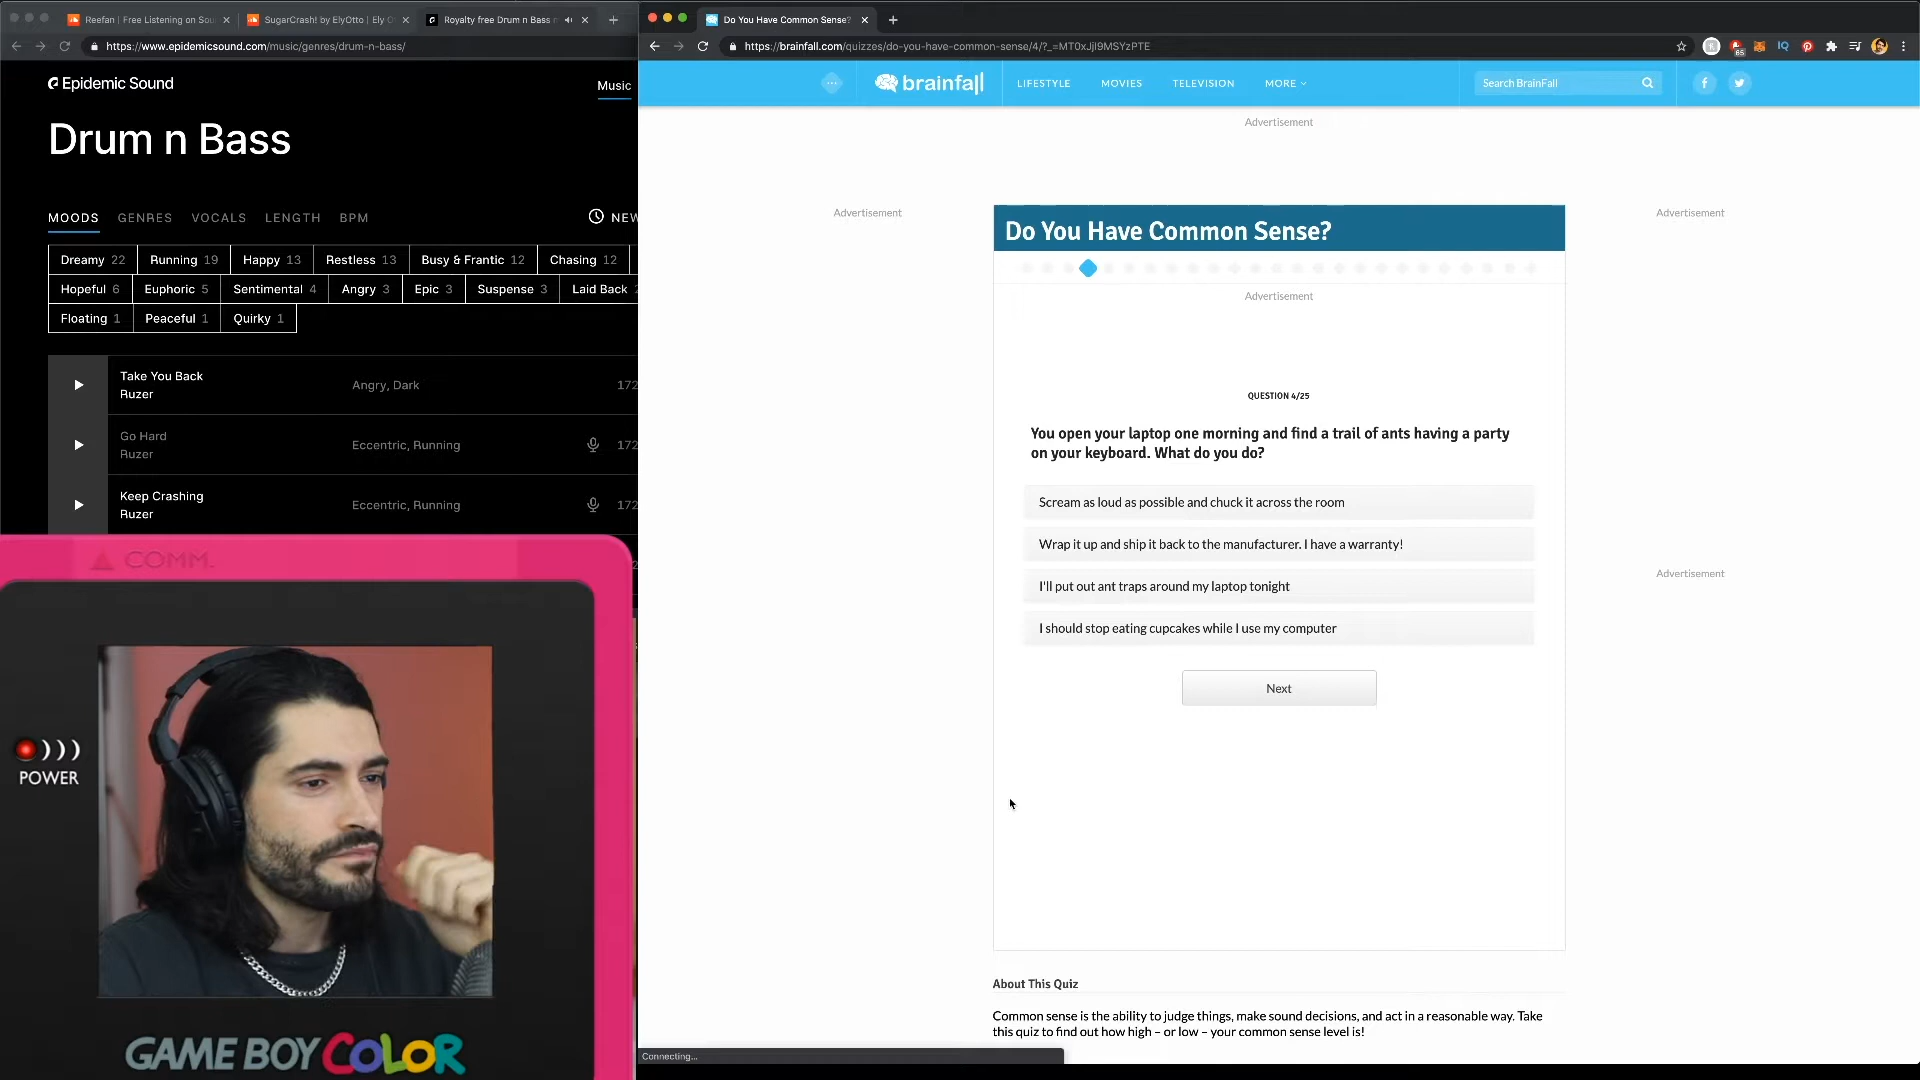 Reefan | Free Listening on Sou
SugarCrash! by ElyOtto | Ely O
Royalty free Drum n Bass m
https://www.epidemicsound.com/music/genres/drum-n-bass/
Epidemic Sound
Music
Drum n Bass
MOODS GENRES VOCALS LENGTH BPM
NEW
Dreamy 22 Running 19 Happy 13 Restless 13 Busy & Frantic 12 Chasing 12
Hopeful 6 Euphoric 5 Sentimental 4 Angry 3 Epic 3 Suspense 3 Laid Back 2
Floating 1 Peaceful 1 Quirky 1
Take You Back
Ruzer
Angry, Dark
172
Go Hard
Ruzer
Eccentric, Running
172
Keep Crashing
Ruzer
Eccentric, Running
172
COMM.
POWER
GAME BOY COLOR
Do You Have Common Sense?
https://brainfall.com/quizzes/do-you-have-common-sense/4/?_=MT0xJjI9MSYzPTE
65
IQ
brainfall
LIFESTYLE MOVIES TELEVISION MORE
Search BrainFall
Advertisement
Advertisement
Advertisement
Do You Have Common Sense?
Advertisement
QUESTION 4/25
You open your laptop one morning and find a trail of ants having a party
on your keyboard. What do you do?
Scream as loud as possible and chuck it across the room
Wrap it up and ship it back to the manufacturer. I have a warranty!
I'll put out ant traps around my laptop tonight
Advertisement
I should stop eating cupcakes while I use my computer
Next
About This Quiz
Common sense is the ability to judge things, make sound decisions, and act in a reasonable way. Take
this quiz to find out how high – or low – your common sense level is!
Connecting...